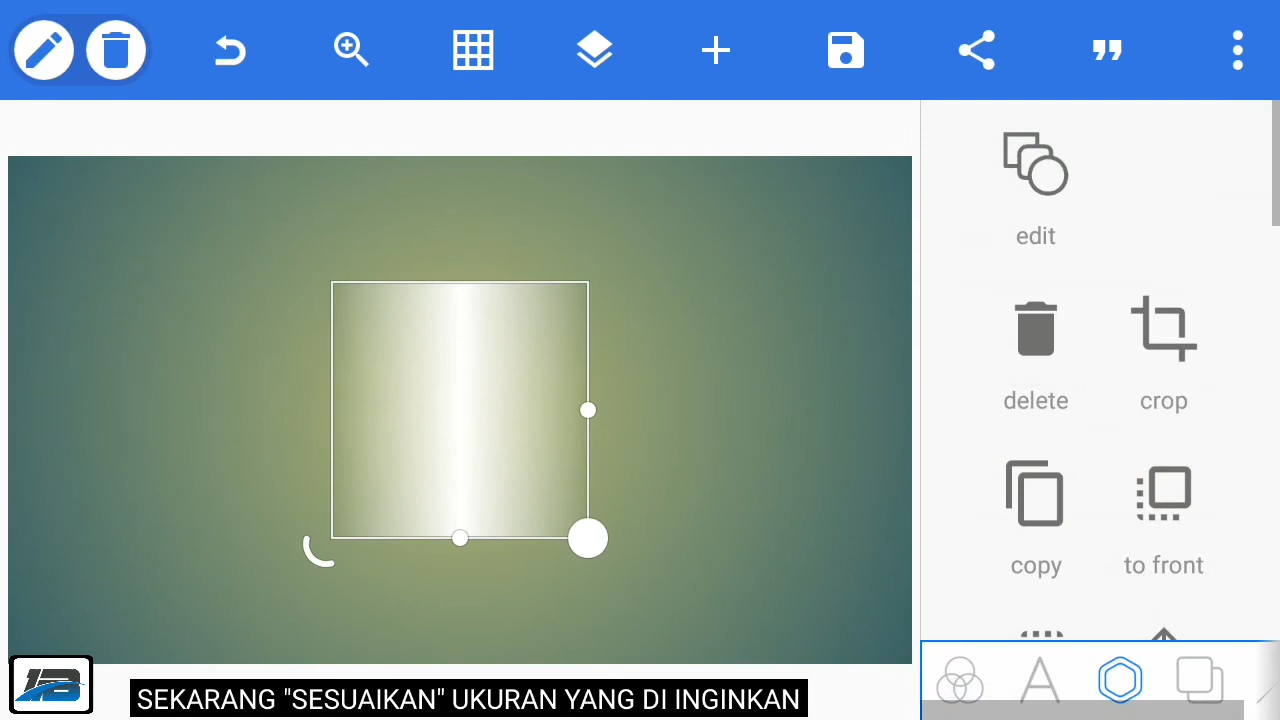 edit
delete
crop
copy
to front
SEKARANG "SESUAIKAN" UKURAN YANG DI INGINKAN